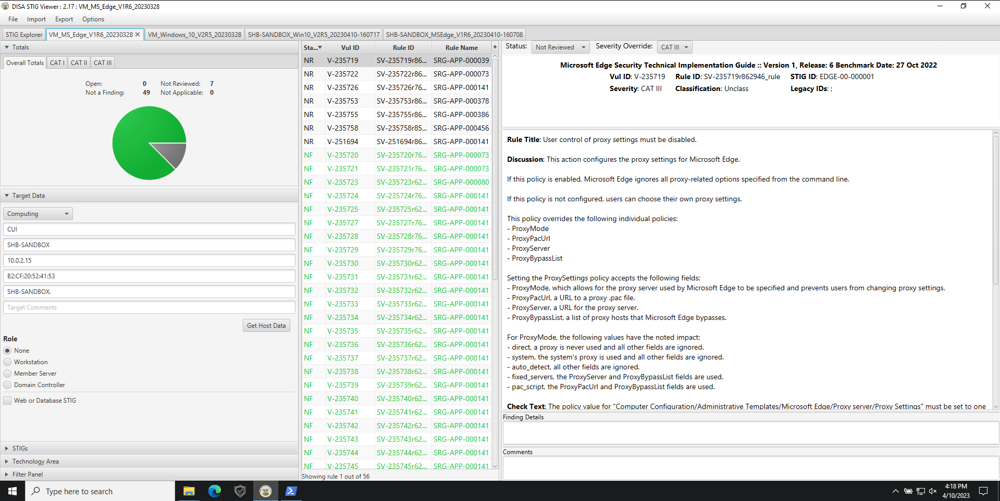 DISA STIG Viewer : 2.17 : VM_MS_Edge_V1R6_20230328
File Import Export Options
STIG Explorer VM_MS_Edge_V1R6_20230328 VM_Windows_10_V2R5_20230328 SHB-SANDBOX_Win10_V2R5_20230410-160717 SHB-SANDBOX_MSEdge_V1R6_20230410-160708
Totals
Overall Totals CAT I CAT II CAT III
Open: 0 Not Reviewed: 7
Not a Finding: 49 Not Applicable: 0
Target Data
Computing
CUI
SHB-SANDBOX
10.0.2.15
B2:CF:20:52:41:53
SHB-SANDBOX.
Target Comments
Get Host Data
Role
None
Workstation
Member Server
Domain Controller
Web or Database STIG
STIGs
Technology Area
Filter Panel
Sta... Vul ID Rule ID Rule Name +
NR V-235719 SV-235719r86... SRG-APP-000039
NR V-235722 SV-235722r86... SRG-APP-000073
NR V-235726 SV-235726r76... SRG-APP-000141
NR V-235753 SV-235753r86... SRG-APP-000378
NR V-235755 SV-235755r86... SRG-APP-000386
NR V-235758 SV-235758r85... SRG-APP-000456
NR V-251694 SV-251694r86... SRG-APP-000141
NF V-235720 SV-235720r76... SRG-APP-000073
NF V-235721 SV-235721r76... SRG-APP-000073
NF V-235723 SV-235723r62... SRG-APP-000080
NF V-235724 SV-235724r76... SRG-APP-000141
NF V-235725 SV-235725r62... SRG-APP-000141
NF V-235727 SV-235727r76... SRG-APP-000141
NF V-235728 SV-235728r76... SRG-APP-000141
NF V-235729 SV-235729r76... SRG-APP-000141
NF V-235730 SV-235730r62... SRG-APP-000141
NF V-235731 SV-235731r62... SRG-APP-000141
NF V-235732 SV-235732r62... SRG-APP-000141
NF V-235733 SV-235733r62... SRG-APP-000141
NF V-235734 SV-235734r62... SRG-APP-000141
NF V-235735 SV-235735r62... SRG-APP-000141
NF V-235736 SV-235736r62... SRG-APP-000141
NF V-235737 SV-235737r62... SRG-APP-000141
NF V-235738 SV-235738r62... SRG-APP-000141
NF V-235739 SV-235739r62... SRG-APP-000141
NF V-235740 SV-235740r62... SRG-APP-000141
NF V-235741 SV-235741r62... SRG-APP-000141
NF V-235742 SV-235742r62... SRG-APP-000141
NF V-235743 SV-235743r62... SRG-APP-000141
NF V-235744 SV-235744r62... SRG-APP-000141
NF V-235745 SV-235745r62... SRG-APP-000141
Showing rule 1 out of 56
Status: Not Reviewed Severity Override: CAT III
Microsoft Edge Security Technical Implementation Guide :: Version 1, Release: 6 Benchmark Date: 27 Oct 2022
Vul ID: V-235719 Rule ID: SV-235719r862946_rule STIG ID: EDGE-00-000001
Severity: CAT III Classification: Unclass Legacy IDs: ;
Rule Title: User control of proxy settings must be disabled.
Discussion: This action configures the proxy settings for Microsoft Edge.
If this policy is enabled, Microsoft Edge ignores all proxy-related options specified from the command line.
If this policy is not configured, users can choose their own proxy settings.
This policy overrides the following individual policies:
- ProxyMode
- ProxyPacUrl
- ProxyServer
- ProxyBypassList
Setting the ProxySettings policy accepts the following fields:
- ProxyMode, which allows for the proxy server used by Microsoft Edge to be specified and prevents users from changing proxy settings.
- ProxyPacUrl, a URL to a proxy .pac file.
- ProxyServer, a URL for the proxy server.
- ProxyBypassList, a list of proxy hosts that Microsoft Edge bypasses.
For ProxyMode, the following values have the noted impact:
- direct, a proxy is never used and all other fields are ignored.
- system, the system's proxy is used and all other fields are ignored.
- auto_detect, all other fields are ignored.
- fixed_servers, the ProxyServer and ProxyBypassList fields are used.
- pac_script, the ProxyPacUrl and ProxyBypassList fields are used.
Check Text: The policy value for "Computer Configuration/Administrative Templates/Microsoft Edge/Proxy server/Proxy Settings" must be set to one
Finding Details
Comments
Type here to search
4:18 PM
4/10/2023